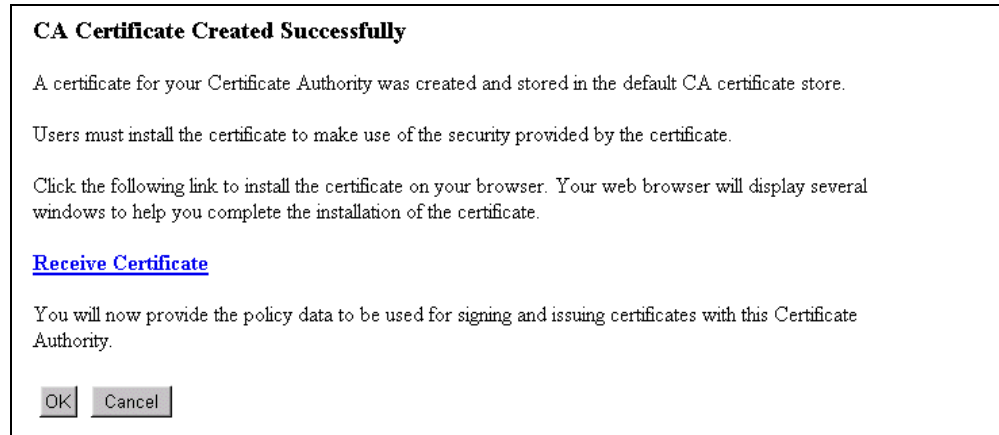 CA Certificate Created Successfully
A certificate for your Certificate Authority was created and stored in the default CA certificate store.
Users must install the certificate to make use of the security provided by the certificate.
Click the following link to install the certificate on your browser. Your web browser will display several
windows to help you complete the installation of the certificate.
Receive Certificate
You will now provide the policy data to be used for signing and issuing certificates with this Certificate
Authority.
OK Cancel